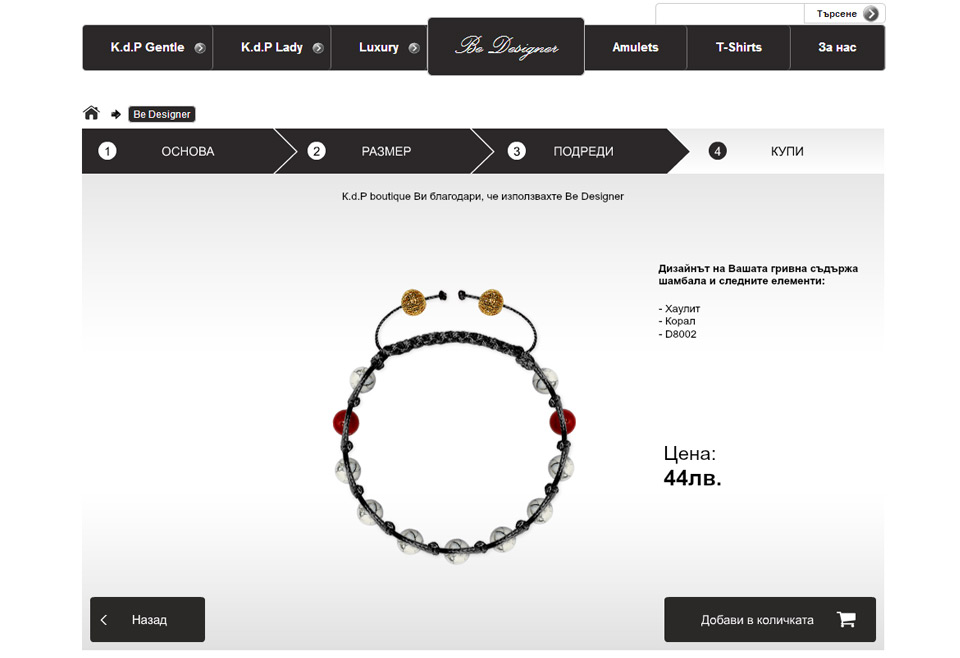 Търсене
K.d.P Gentle
K.d.P Lady
Luxury
Be Designer
Amulets
T-Shirts
За нас
Be Designer
1 ОСНОВА
2 РАЗМЕР
3 ПОДРЕДИ
4 КУПИ
K.d.P boutique Ви благодари, че използвахте Be Designer
Дизайнът на Вашата гривна съдържа
шамбала и следните елементи:
- Хаулит
- Корал
- D8002
Цена:
44лв.
Назад
Добави в количката